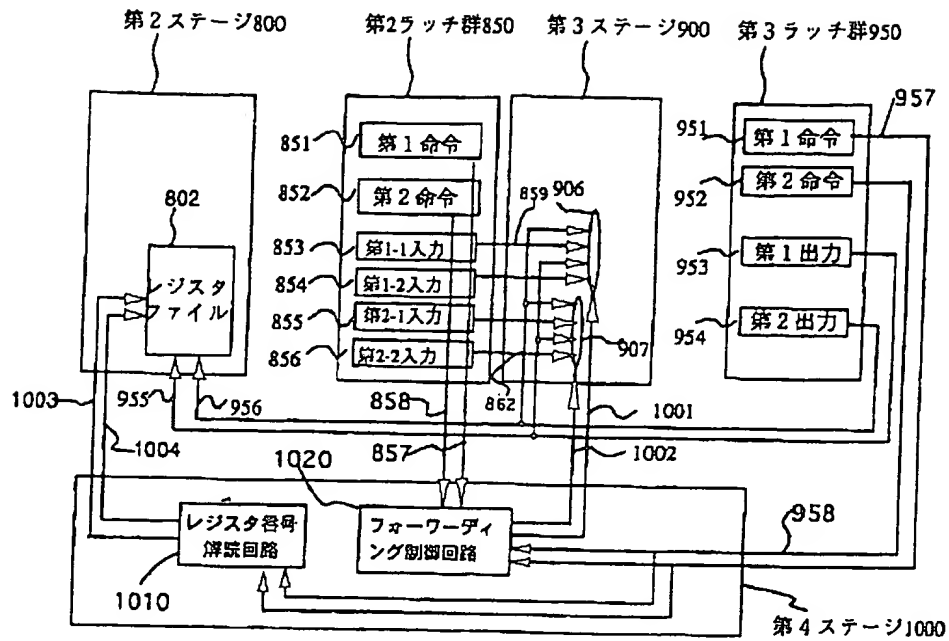 第2ステージ800
第2ラッチ群850
第3ステージ900
第3ラッチ群950
957
851
第1命令
951
第1命令
852
第2命令
952
第2命令
802
859
906
853
第1-1入力
953
第1出力
854
第1-2入力
レジスタ
ファイル
855
第2-1入力
954
第2出力
907
856
第2-2入力
1003
955
956
858
862
1001
1004
857
1002
1020
958
レジスタ番号
解読回路
フォーワーディ
ング制御回路
1010
第4ステージ1000